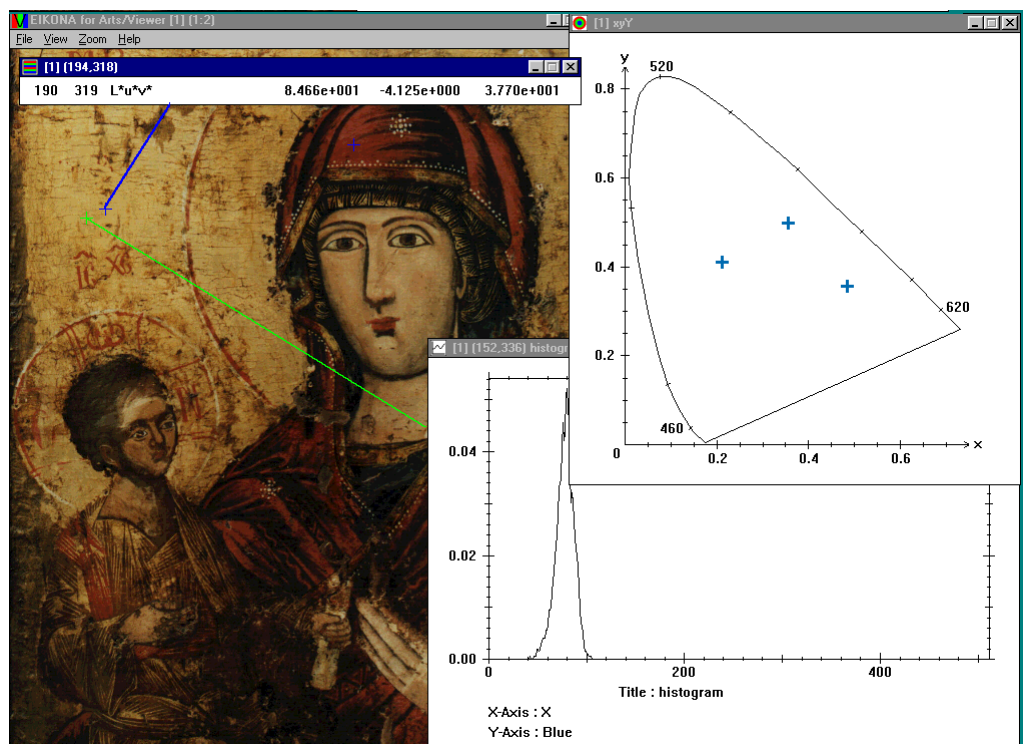 EIKONA for Arts/Viewer [1] (1:2)
File View Zoom Help
[1] (194,318)
190 319 L*u*v* 8.466e+001 -4.125e+000 3.770e+001
[1] xyY
y
520
0.8
0.6
0.4
0.2
620
460
0
0.2
0.4
0.6
x
[1] (152,336) histogr
0.04
0.02
0.00
0
200
400
Title : histogram
X-Axis : X
Y-Axis : Blue